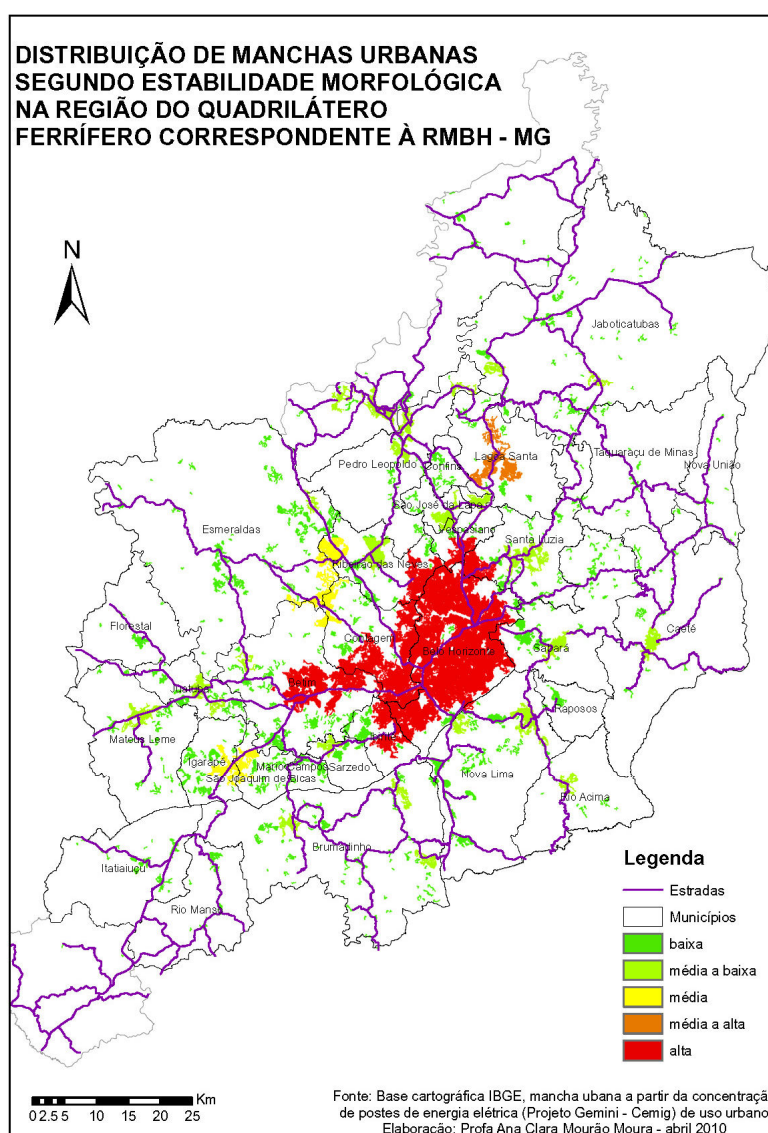 DISTRIBUIÇÃO DE MANCHAS URBANAS
SEGUNDO ESTABILIDADE MORFOLÓGICA
NA REGIÃO DO QUADRILÁTERO
FERRÍFERO CORRESPONDENTE À RMBH - MG
N
Jaboticatubas
Lagoa Santa
Taquaraçu de Minas
Pedro Leopoldo
Confins
Nova União
São José da Lapa
Esmeraldas
Vespasiano
Santa Luzia
Ribeirão das Neves
Florestal
Contagem
Caeté
Belo Horizonte
Sabará
Betim
Juatuba
Raposos
Mateus Leme
Ibirité
Igarapé
Mário Campos
Sarzedo
São Joaquim de Bicas
Nova Lima
Rio Acima
Brumadinho
Itatiaiuçu
Rio Manso
Legenda
Estradas
Municípios
baixa
média a baixa
média
média a alta
alta
Km
0 2.5 5 10 15 20 25
Fonte: Base cartográfica IBGE, mancha ubana a partir da concentraçã
de postes de energia elétrica (Projeto Gemini - Cemig) de uso urbano
Elaboração: Profa Ana Clara Mourão Moura - abril 2010